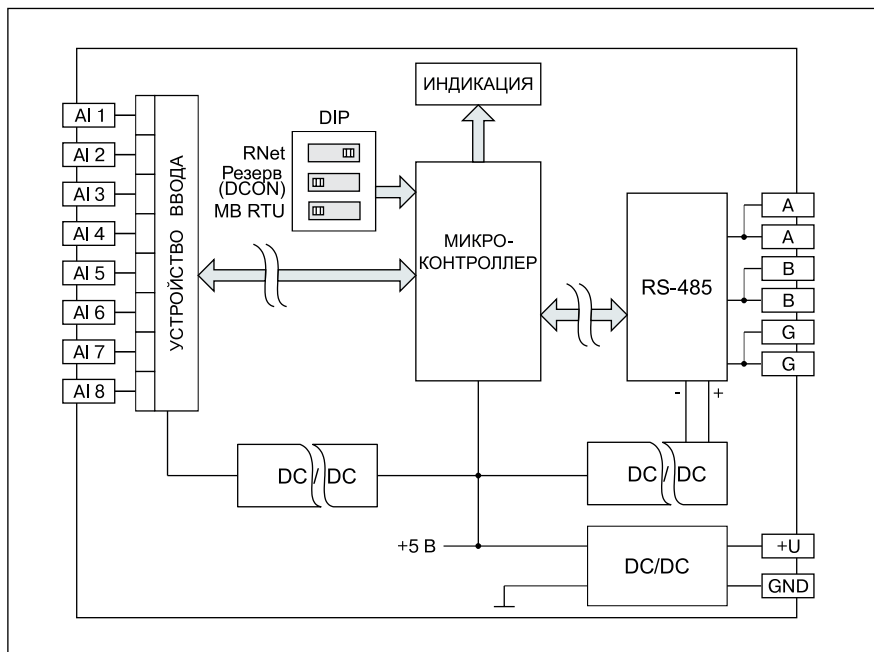 ИНДИКАЦИЯ
DIP
RNet
Резерв
(DCON)
MB RTU
AI 1
AI 2
AI 3
AI 4
AI 5
AI 6
AI 7
AI 8
УСТРОЙСТВО ВВОДА
МИКРО-
КОНТРОЛЛЕР
RS-485
A
A
B
B
G
G
- +
DC / DC
DC / DC
+5 В
DC/DC
+U
GND